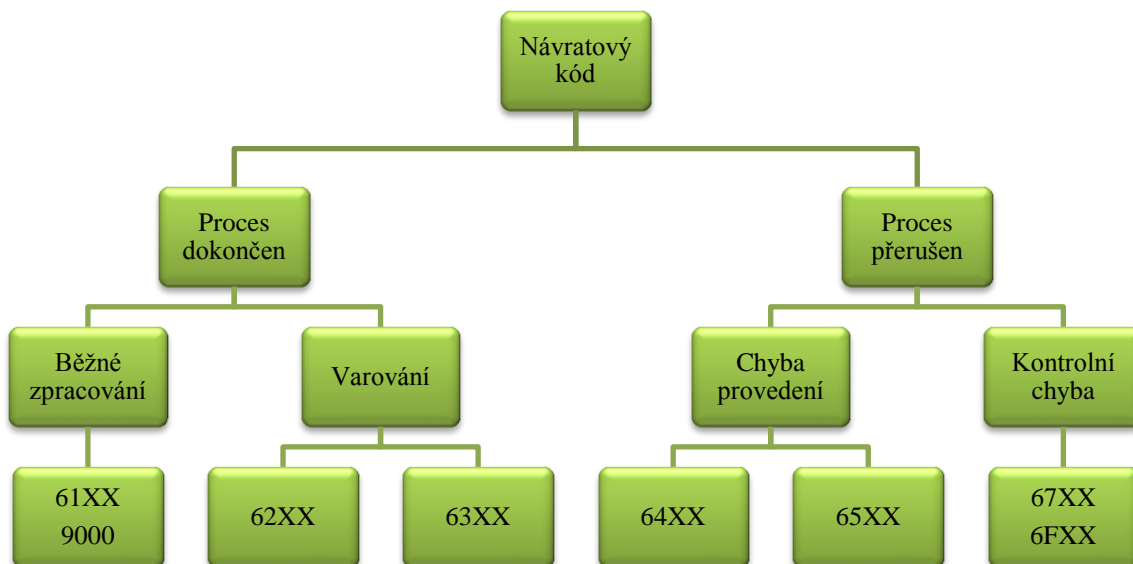 Návratový
kód
Proces
dokončen
Proces
přerušen
Běžné
zpracování
Varování
Chyba
provedení
Kontrolní
chyba
61XX
9000
62XX
63XX
64XX
65XX
67XX
6FXX